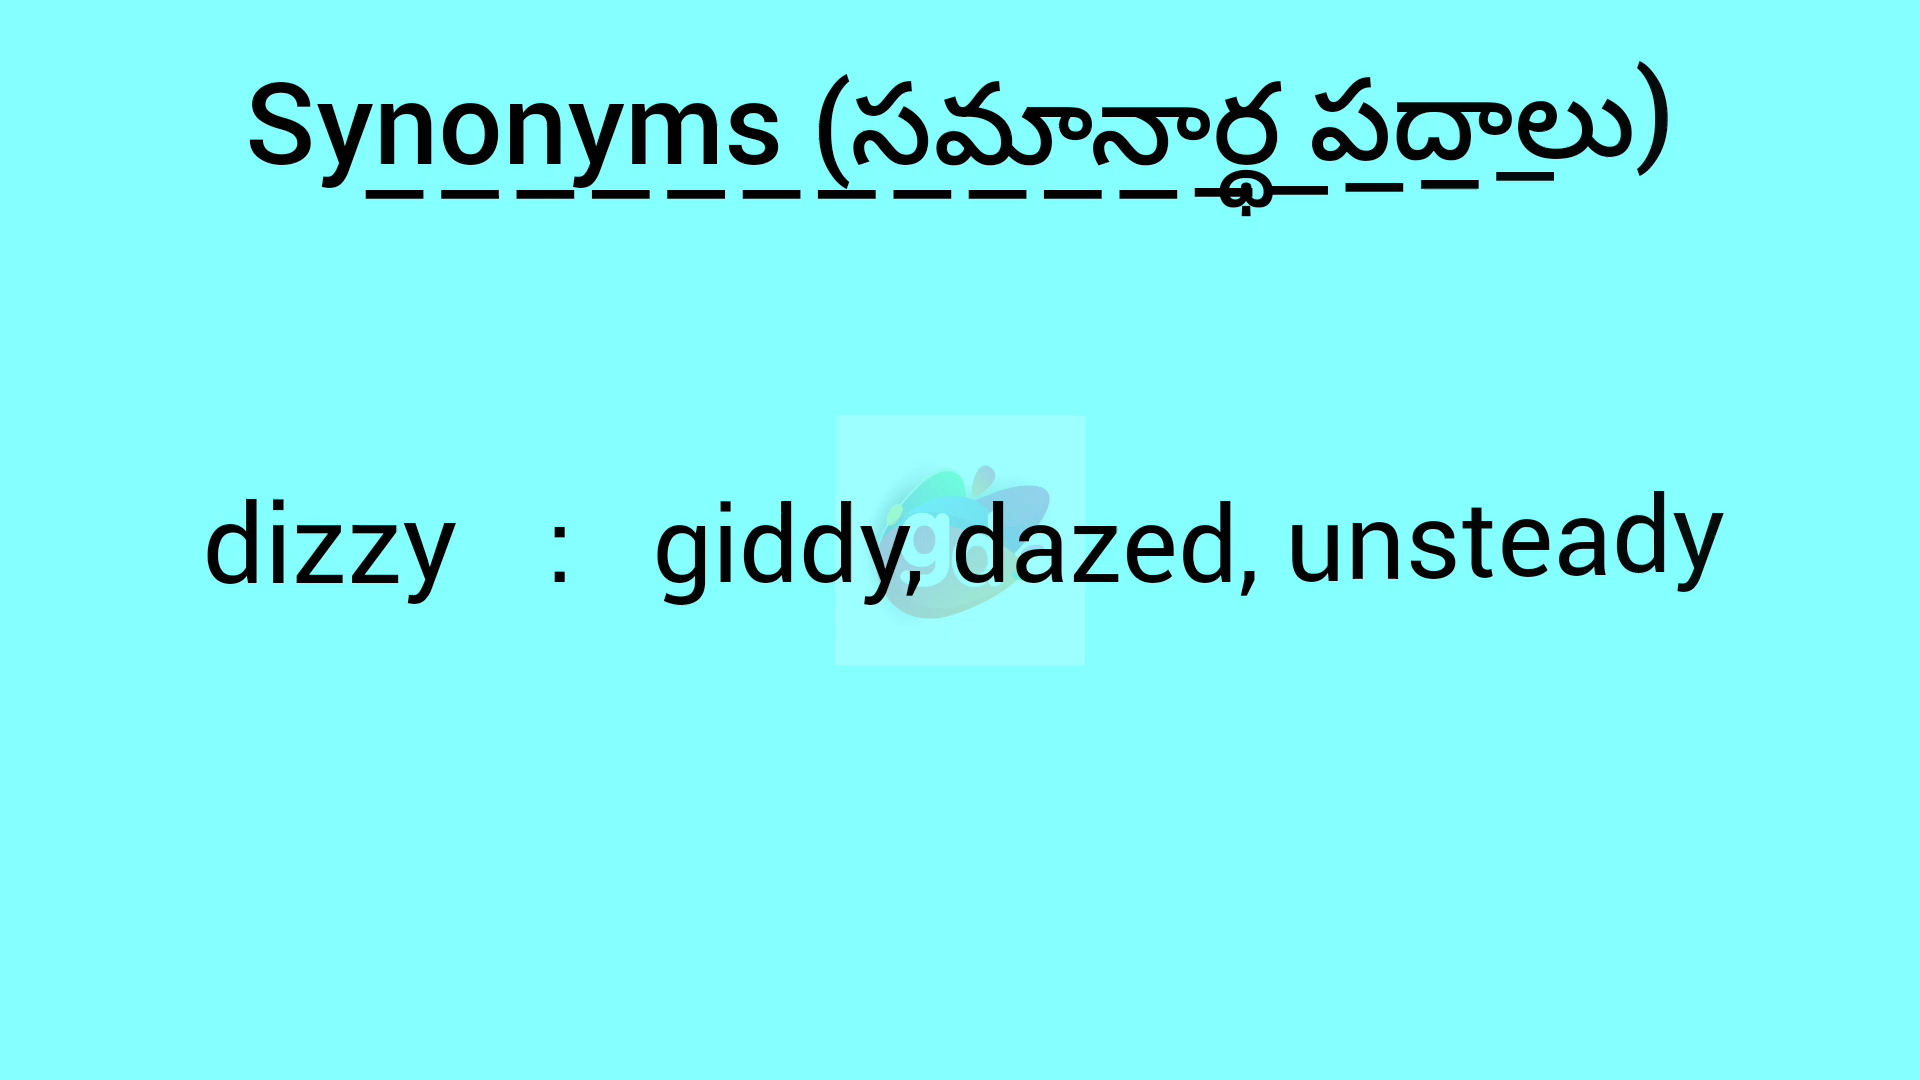 Synonyms (సమానార్థ పదాలు)
dizzy : giddy, dazed, unsteady